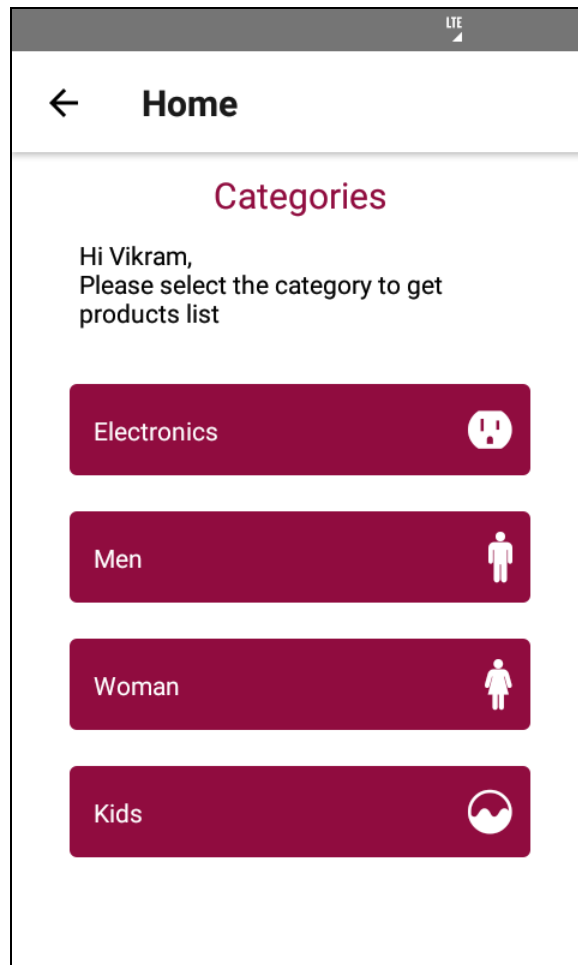 LTE
Home
Categories
Hi Vikram,
Please select the category to get
products list
Electronics
Men
Woman
Kids